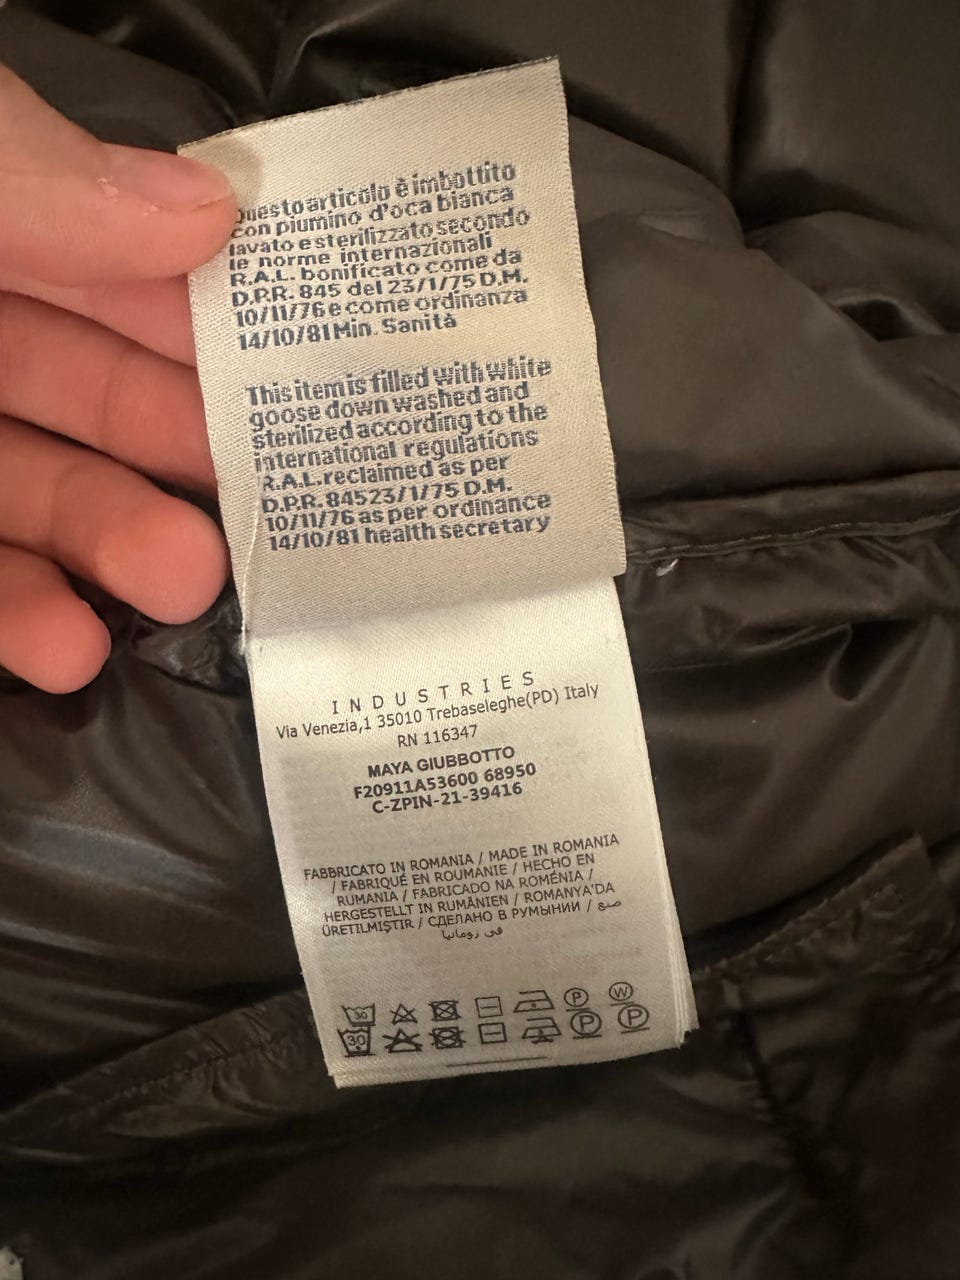 Questo articolo è imbottito
con piumino d'oca bianca
lavato e sterilizzato secondo
le norme internazionali
R.A.L. bonificato come da
D.P.R. 845 del 23/1/75 D.M.
10/11/76 e come ordinanza
14/10/81 Min. Sanità
This item is filled with white
goose down washed and
sterilized according to the
international regulations
R.A.L. reclaimed as per
D.P.R. 84523/1/75 D.M.
10/11/76 as per ordinance
14/10/81 health secretary
INDUSTRIES
Via Venezia,1 35010 Trebaseleghe(PD) Italy
RN 116347
MAYA GIUBBOTTO
F20911A53600 68950
C-ZPIN-21-39416
FABBRICATO IN ROMANIA / MADE IN ROMANIA
/ FABRIQUÉ EN ROUMANIE / HECHO EN
RUMANIA / FABRICADO NA ROMÉNIA /
HERGESTELLT IN RUMÄNIEN / ROMANYA'DA
ÜRETILMIŞTIR / СДЕЛАНО В РУМЫНИИ / صنع
في رومانيا
30 P W
30 P P